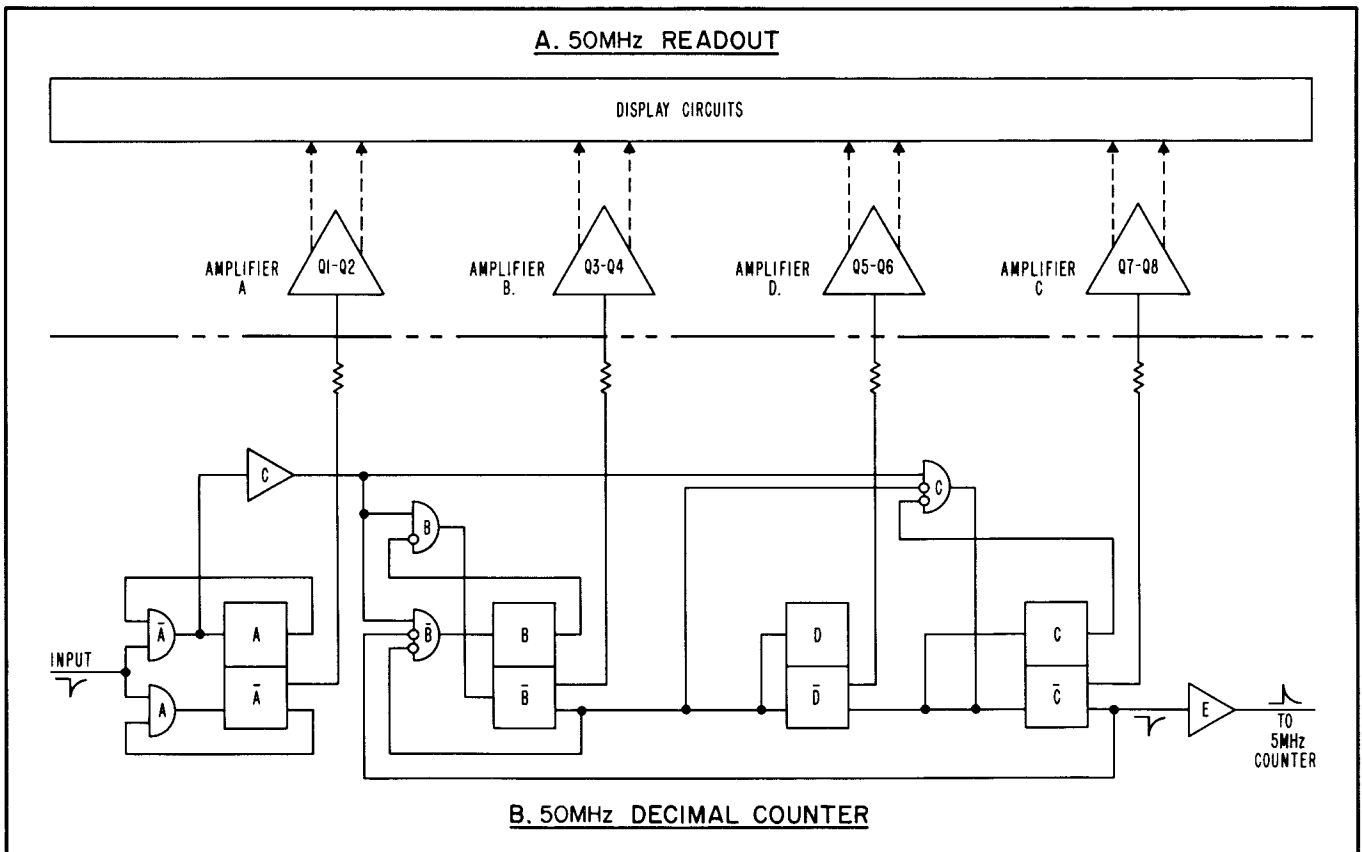 A. 50MHz READOUT
DISPLAY CIRCUITS
AMPLIFIER
A
Q1-Q2
AMPLIFIER
B.
Q3-Q4
AMPLIFIER
D.
Q5-Q6
AMPLIFIER
C
Q7-Q8
C
C
B
A̅
A
B̅
B
D
C
INPUT
A̅
B̅
D̅
C̅
A
E
TO
5MHz
COUNTER
B. 50MHz DECIMAL COUNTER